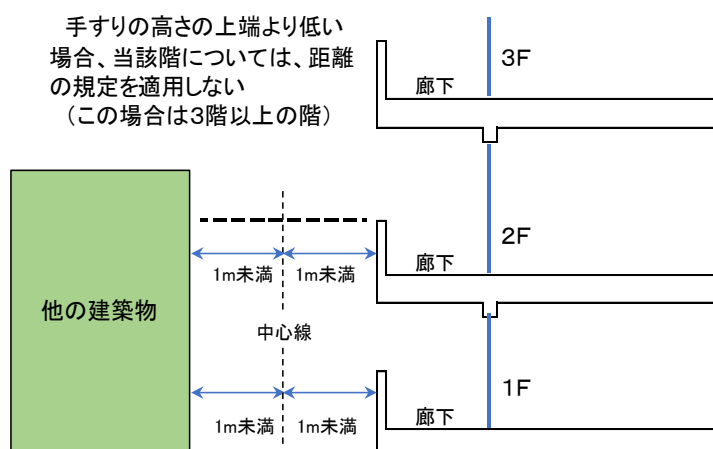 手すりの高さの上端より低い
場合、当該階については、距離
の規定を適用しない
（この場合は３階以上の階）
３F
廊下
２F
廊下
1m未満
1m未満
他の建築物
中心線
１F
廊下
1m未満
1m未満